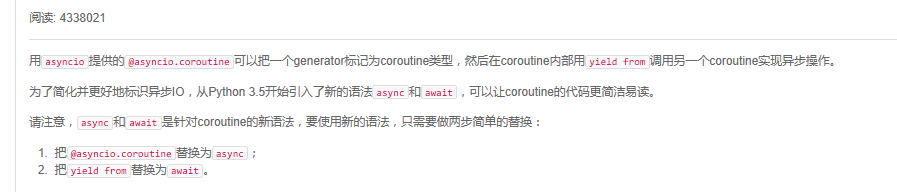 阅读: 4338021
用asyncio提供的@asyncio.coroutine可以把一个generator标记为coroutine类型，然后在coroutine内部用yield from调用另一个coroutine实现异步操作。
为了简化并更好地标识异步IO，从Python 3.5开始引入了新的语法async和await，可以让coroutine的代码更简洁易读。
请注意，async和await是针对coroutine的新语法，要使用新的语法，只需要做两步简单的替换：
1. 把@asyncio.coroutine替换为async；
2. 把yield from替换为await。